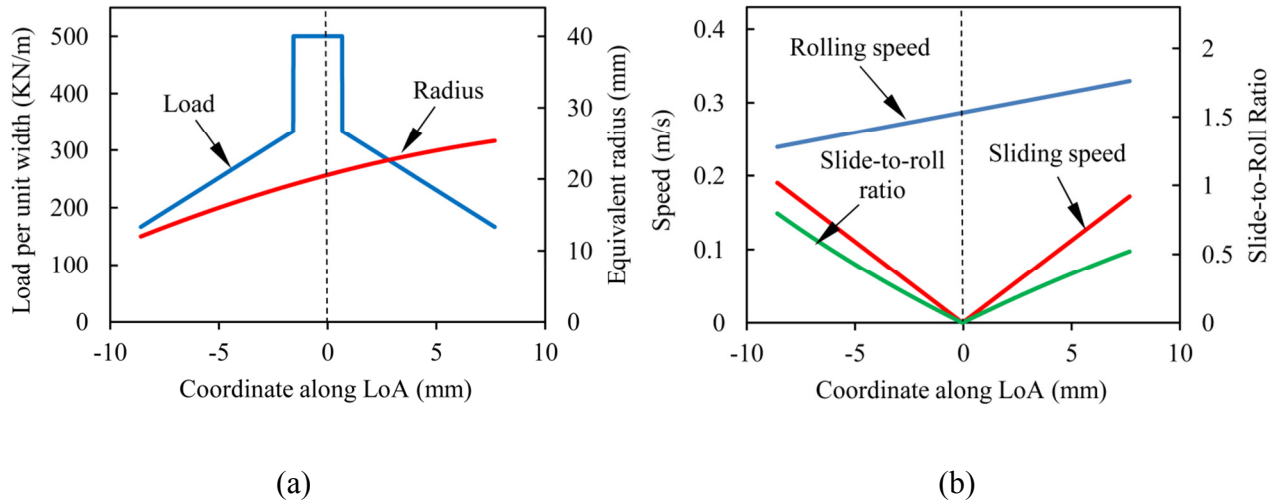 Load per unit width (KN/m)
500
400
300
200
100
0
Load
Radius
40
30
20
10
0
Equivalent radius (mm)
-10
-5
0
5
10
Coordinate along LoA (mm)
(a)
Speed (m/s)
0.4
0.3
0.2
0.1
0
Rolling speed
Slide-to-roll
ratio
Sliding speed
2
1.5
1
0.5
0
Slide-to-Roll Ratio
-10
-5
0
5
10
Coordinate along LoA (mm)
(b)